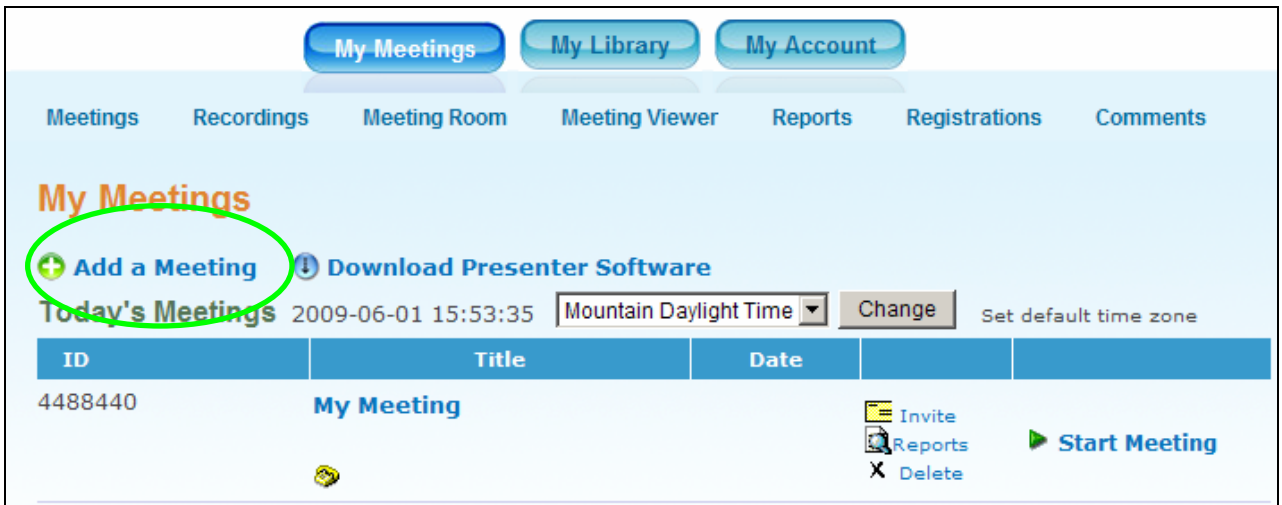 My Meetings My Library My Account
Meetings Recordings Meeting Room Meeting Viewer Reports Registrations Comments
My Meetings
Add a Meeting Download Presenter Software
Today's Meetings 2009-06-01 15:53:35 Mountain Daylight Time Change Set default time zone
ID Title Date
4488440 My Meeting
Invite
Reports Start Meeting
X Delete